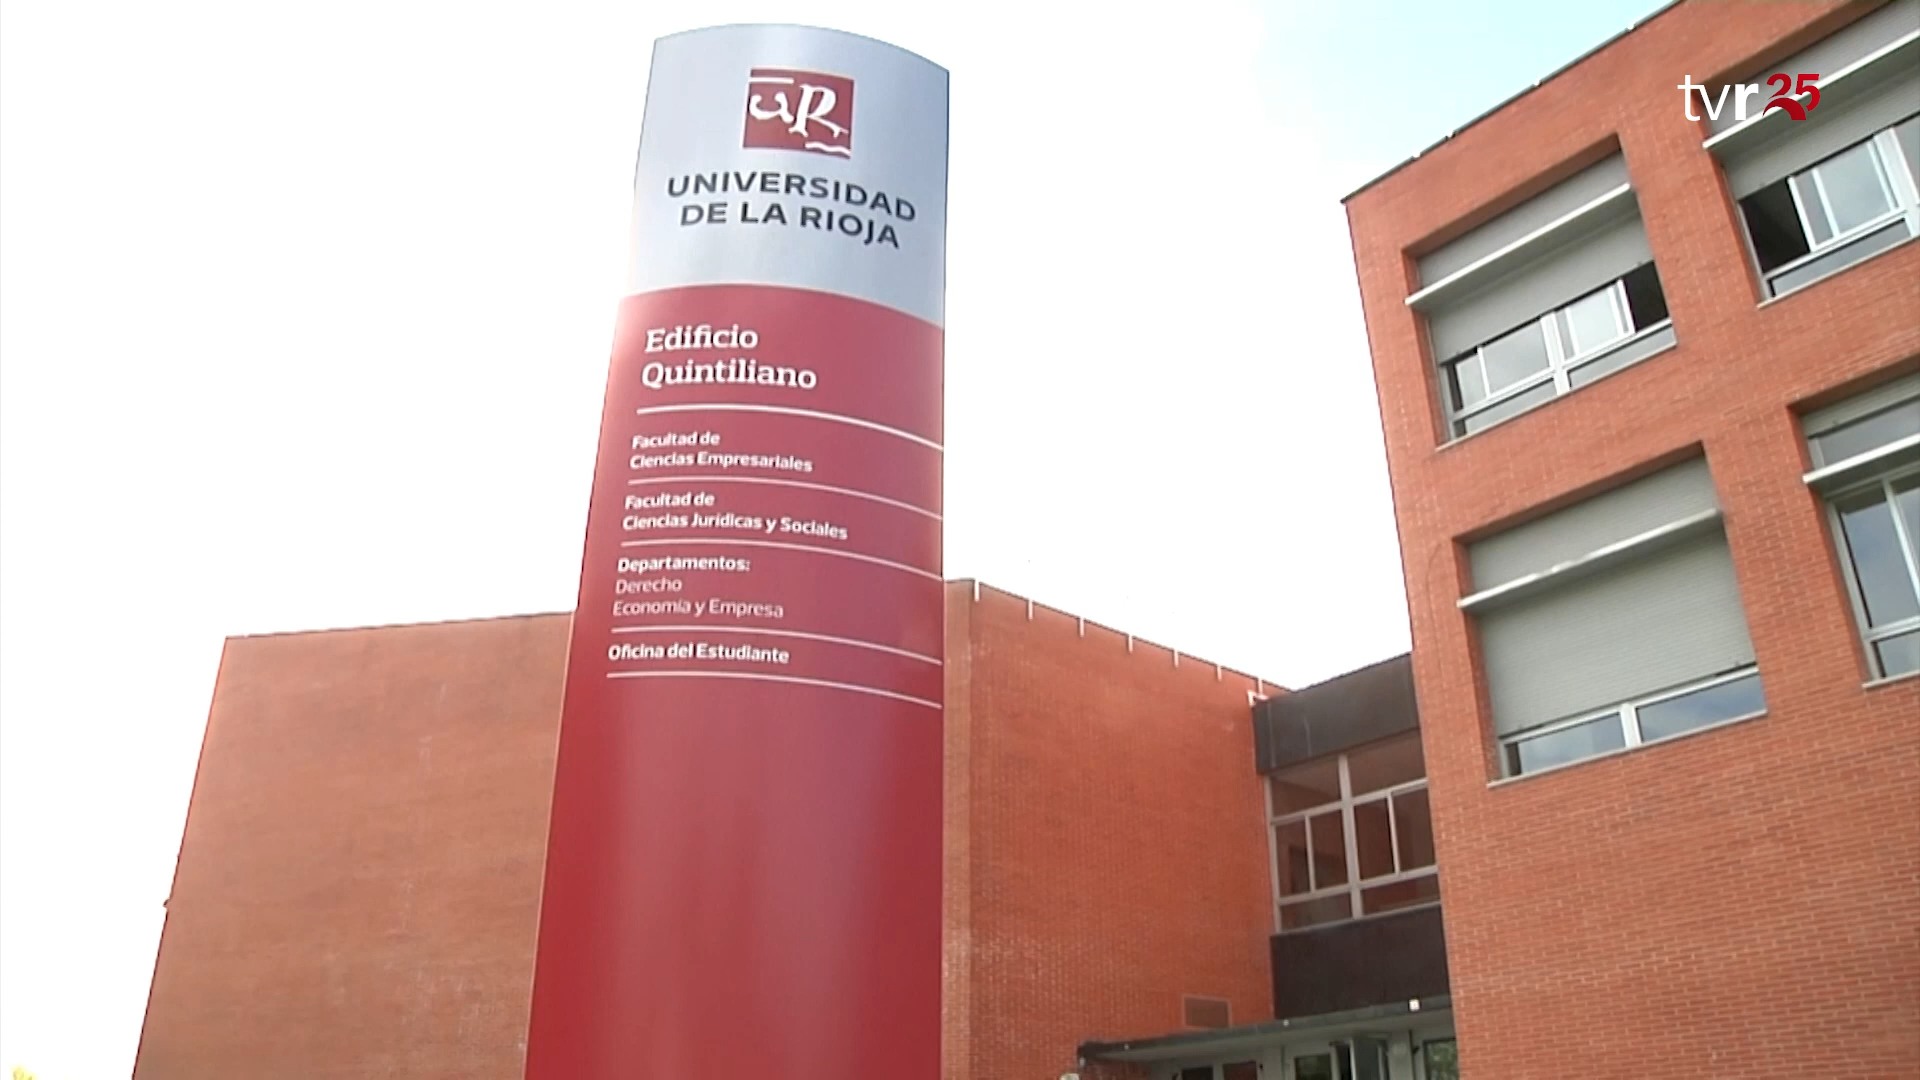 tvr25
uR
UNIVERSIDAD
DE LA RIOJA
Edificio
Quintiliano
Facultad de
Ciencias Empresariales
Facultad de
Ciencias Jurídicas y Sociales
Departamentos:
Derecho
Economía y Empresa
Oficina del Estudiante